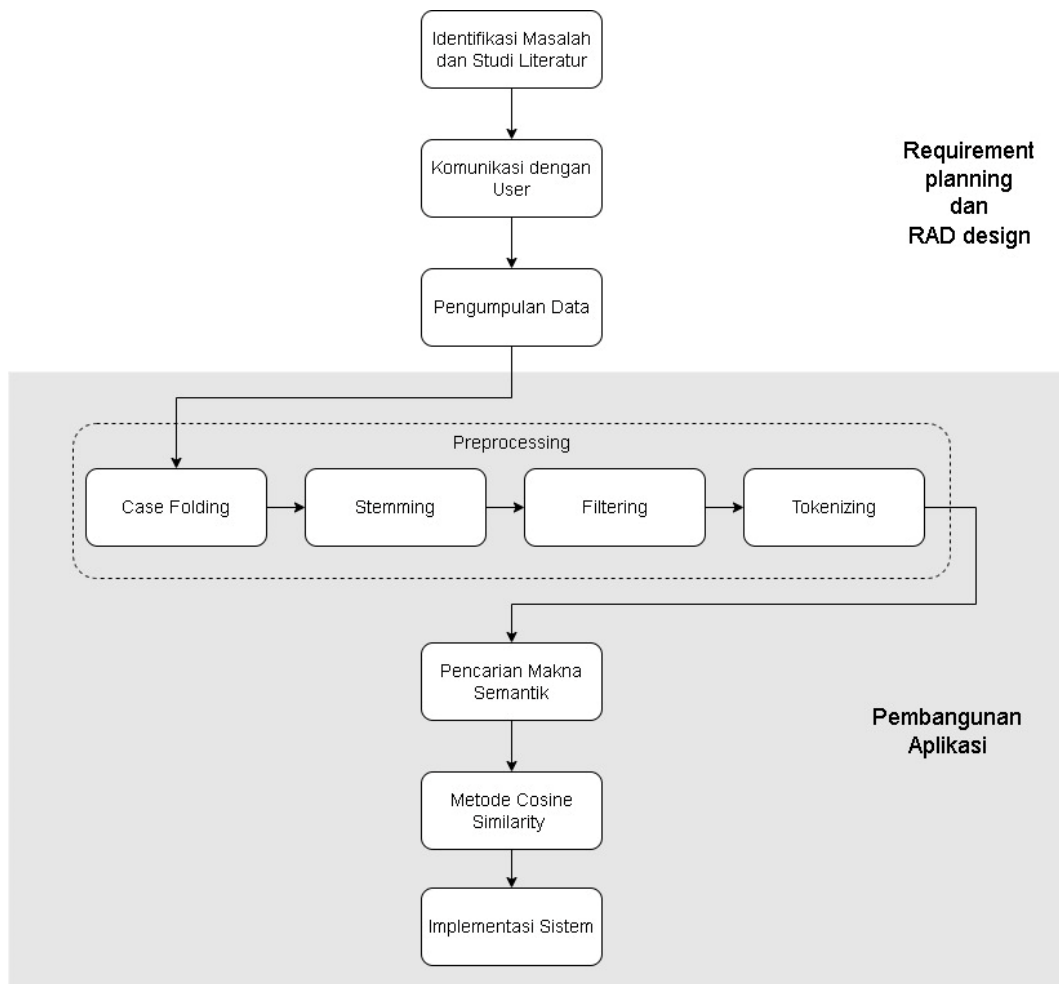 Identifikasi Masalah
dan Studi Literatur
Komunikasi dengan
User
Requirement
planning
dan
RAD design
Pengumpulan Data
Preprocessing
Case Folding
Stemming
Filtering
Tokenizing
Pencarian Makna
Semantik
Pembangunan
Aplikasi
Metode Cosine
Similarity
Implementasi Sistem